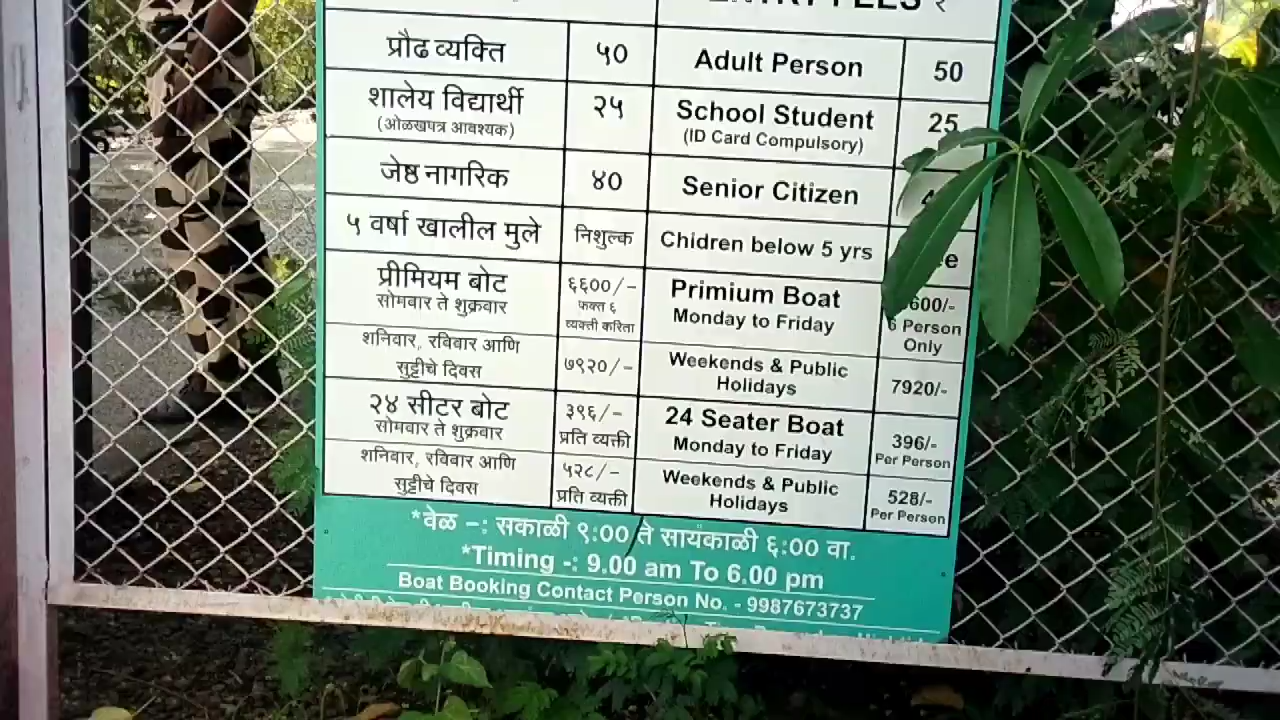 ENTRY FEES ₹
प्रौढ व्यक्ति ५० Adult Person 50
शालेय विद्यार्थी २५ School Student 25
(ओळखपत्र आवश्यक) (ID Card Compulsory)
जेष्ठ नागरिक ४० Senior Citizen
५ वर्षा खालील मुले निशुल्क Chidren below 5 yrs
प्रीमियम बोट ६६००/- Primium Boat 600/-
सोमवार ते शुक्रवार फक्त ६ Monday to Friday 6 Person
व्यक्ती करिता Only
शनिवार, रविवार आणि ७९२०/- Weekends & Public 7920/-
सुट्टीचे दिवस Holidays
२४ सीटर बोट ३९६/- 24 Seater Boat 396/-
सोमवार ते शुक्रवार प्रति व्यक्ती Monday to Friday Per Person
शनिवार, रविवार आणि ५२८/- Weekends & Public 528/-
सुट्टीचे दिवस प्रति व्यक्ती Holidays Per Person
*वेळ -: सकाळी ९:०० ते सायंकाळी ६:०० वा.
*Timing -: 9.00 am To 6.00 pm
Boat Booking Contact Person No. - 9987673737